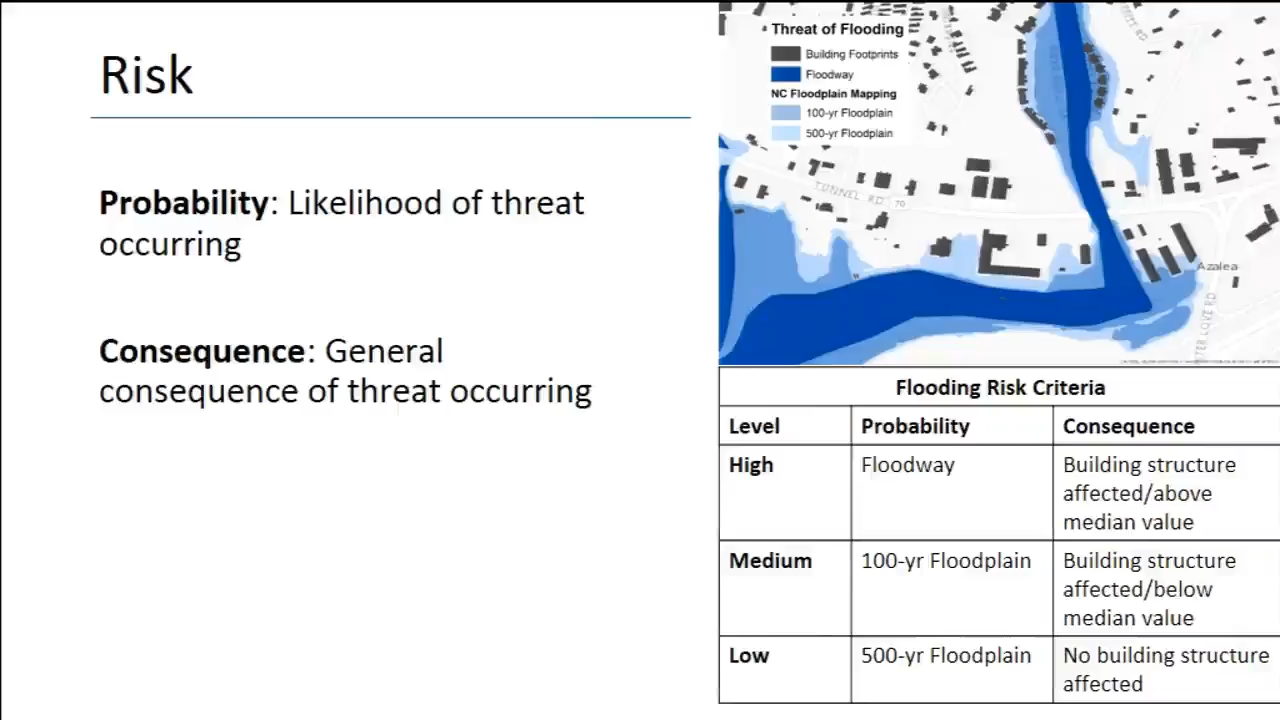 Risk
Probability: Likelihood of threat
occurring
Consequence: General
consequence of threat occurring
Threat of Flooding
Building Footprints
Floodway
NC Floodplain Mapping
100-yr Floodplain
500-yr Floodplain
TUNNEL RD
70
Azalea
Flooding Risk Criteria
Level
Probability
Consequence
High
Floodway
Building structure
affected/above
median value
Medium
100-yr Floodplain
Building structure
affected/below
median value
Low
500-yr Floodplain
No building structure
affected